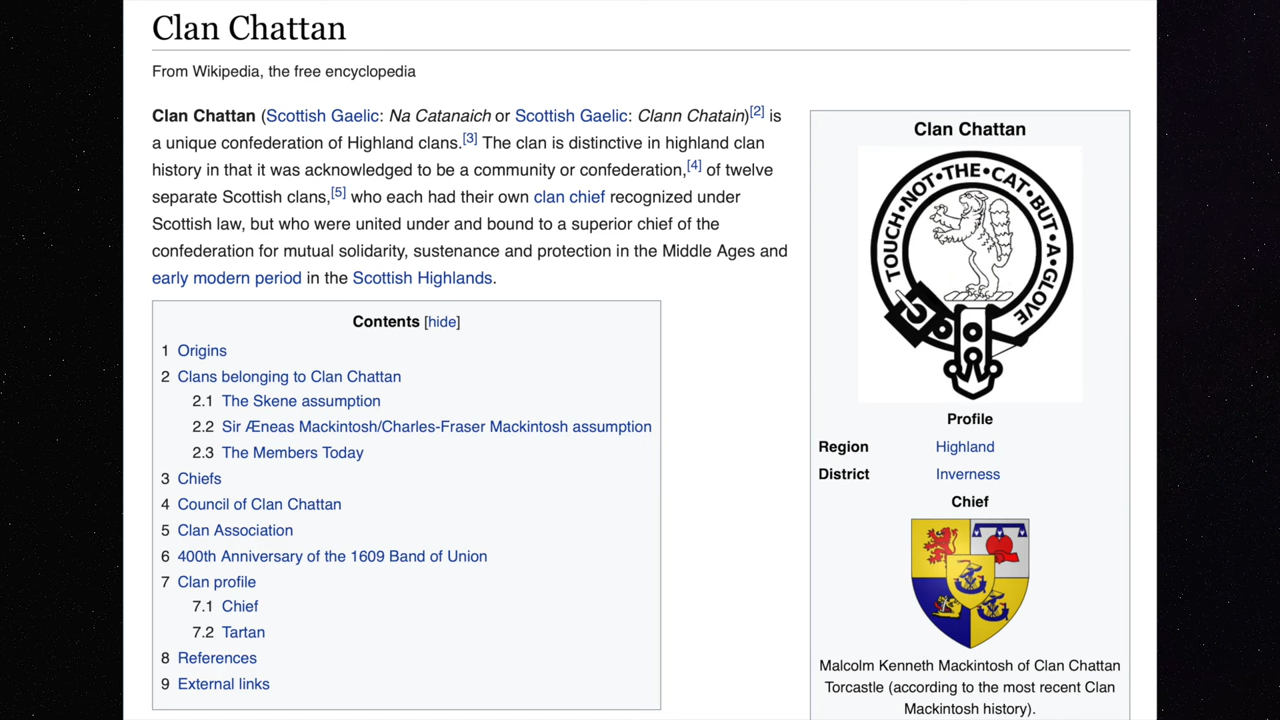 Clan Chattan
From Wikipedia, the free encyclopedia
Clan Chattan (Scottish Gaelic: Na Catanaich or Scottish Gaelic: Clann Chatain)[2] is
a unique confederation of Highland clans.[3] The clan is distinctive in highland clan
history in that it was acknowledged to be a community or confederation,[4] of twelve
separate Scottish clans,[5] who each had their own clan chief recognized under
Scottish law, but who were united under and bound to a superior chief of the
confederation for mutual solidarity, sustenance and protection in the Middle Ages and
early modern period in the Scottish Highlands.
Contents [hide]
1 Origins
2 Clans belonging to Clan Chattan
2.1 The Skene assumption
2.2 Sir Æneas Mackintosh/Charles-Fraser Mackintosh assumption
2.3 The Members Today
3 Chiefs
4 Council of Clan Chattan
5 Clan Association
6 400th Anniversary of the 1609 Band of Union
7 Clan profile
7.1 Chief
7.2 Tartan
8 References
9 External links
Clan Chattan
TOUCH•NOT•THE•CAT•BUT•A•GLOVE
Profile
Region Highland
District Inverness
Chief
Malcolm Kenneth Mackintosh of Clan Chattan
Torcastle (according to the most recent Clan
Mackintosh history).